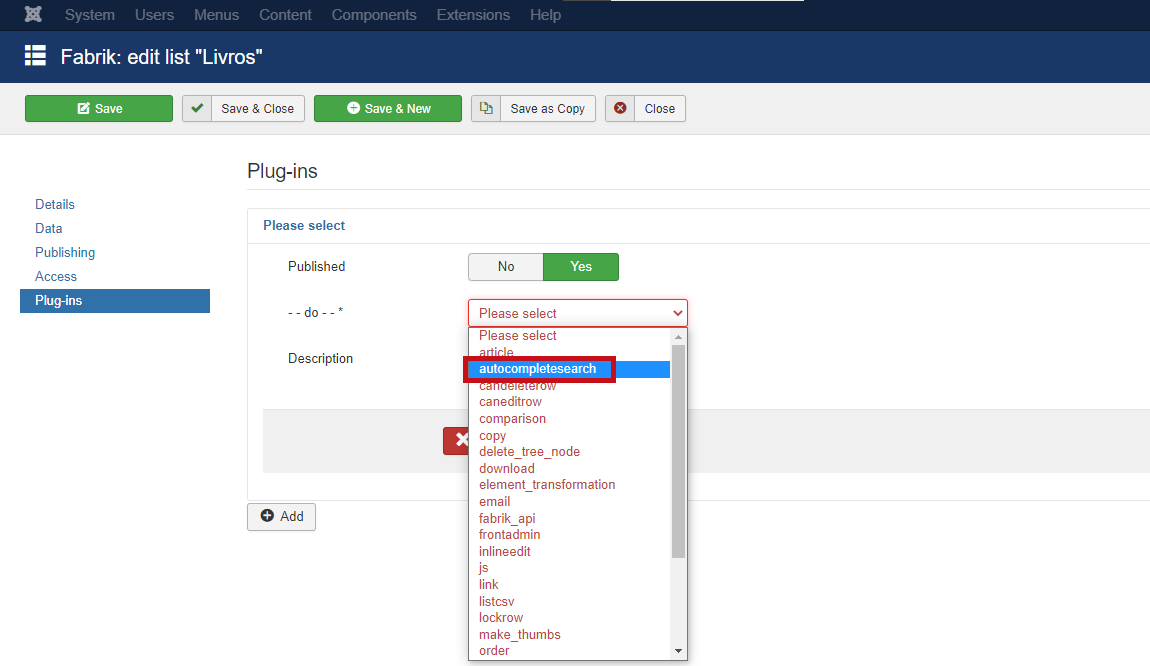 System Users Menus Content Components Extensions Help
Fabrik: edit list "Livros"
Save Save & Close Save & New Save as Copy Close
Plug-ins
Details
Data
Publishing
Access
Plug-ins
Please select
Published No Yes
- - do - - * Please select
Please select
article
autocompletesearch
candeleterow
caneditrow
comparison
copy
delete_tree_node
download
element_transformation
email
fabrik_api
frontadmin
inlineedit
js
link
listcsv
lockrow
make_thumbs
order
Description
Add